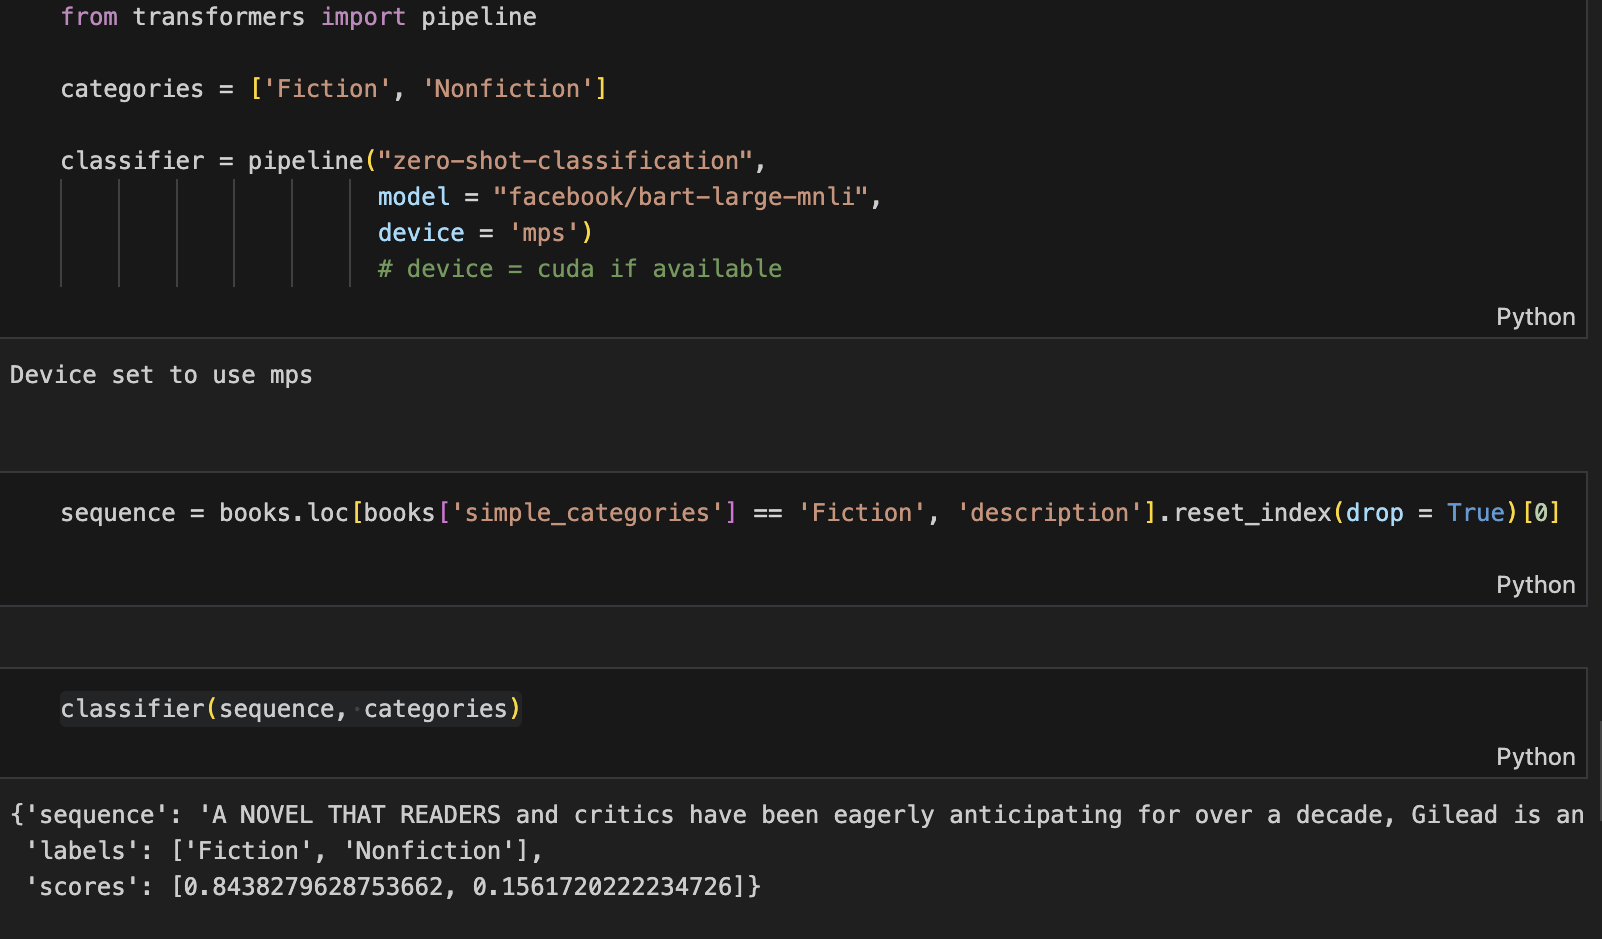 from transformers import pipeline
categories = ['Fiction', 'Nonfiction']
classifier = pipeline("zero-shot-classification",
model = "facebook/bart-large-mnli",
device = 'mps')
# device = cuda if available
Python
Device set to use mps
sequence = books.loc[books['simple_categories'] == 'Fiction', 'description'].reset_index(drop = True)[0]
Python
classifier(sequence, categories)
Python
{'sequence': 'A NOVEL THAT READERS and critics have been eagerly anticipating for over a decade, Gilead is an
'labels': ['Fiction', 'Nonfiction'],
'scores': [0.8438279628753662, 0.1561720222234726]}